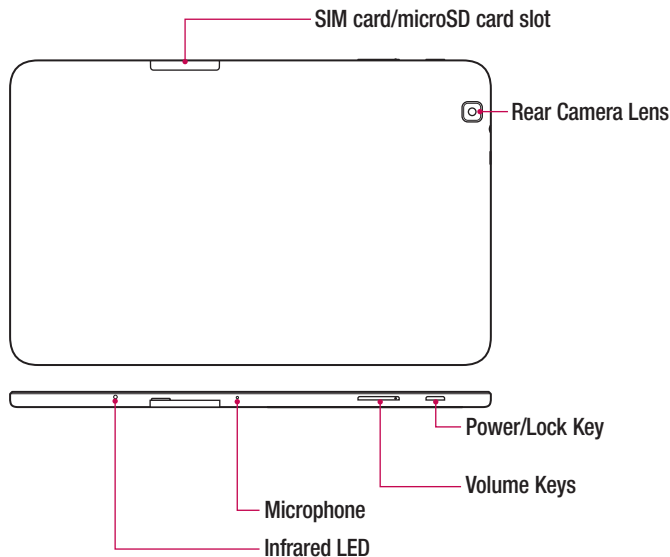 SIM card/microSD card slot
Rear Camera Lens
Power/Lock Key
Volume Keys
Microphone
Infrared LED